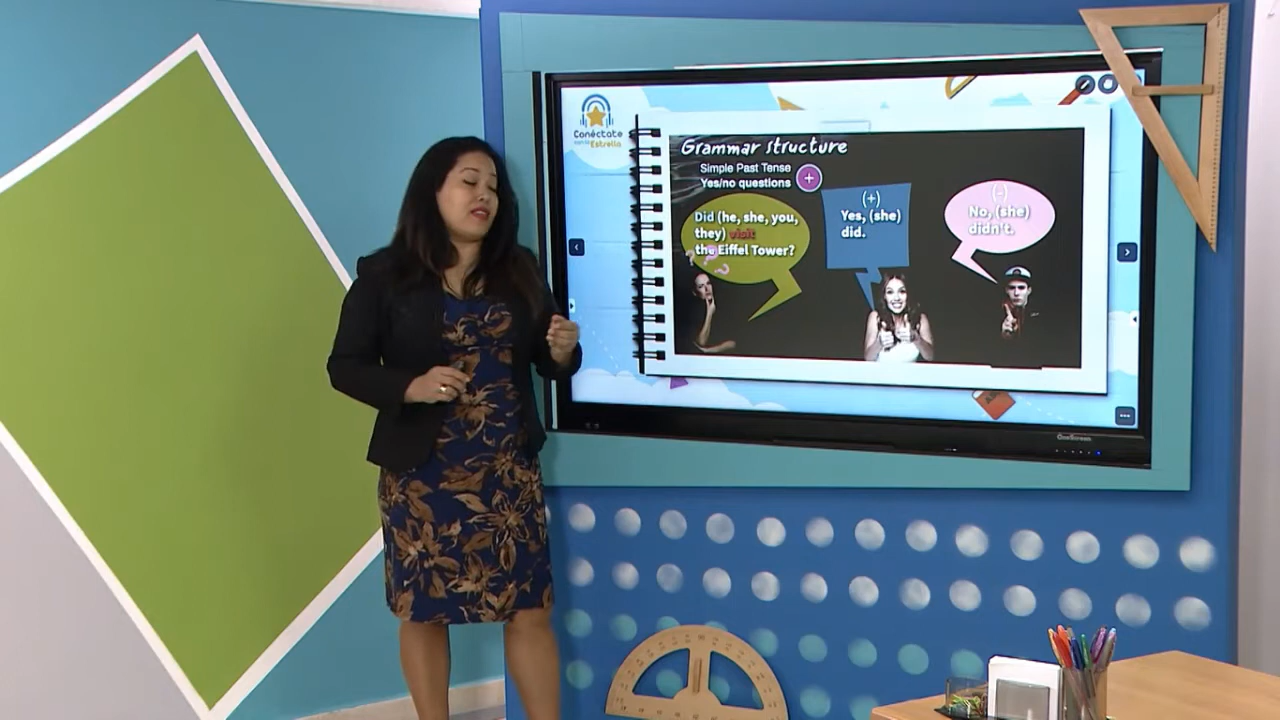 Conéctate
con la Estrella
Grammar structure
Simple Past Tense
Yes/no questions
+
Did (he, she, you,
they) visit
the Eiffel Tower?
(+)
Yes, (she)
did.
(-)
No, (she)
didn't.
OneScreen